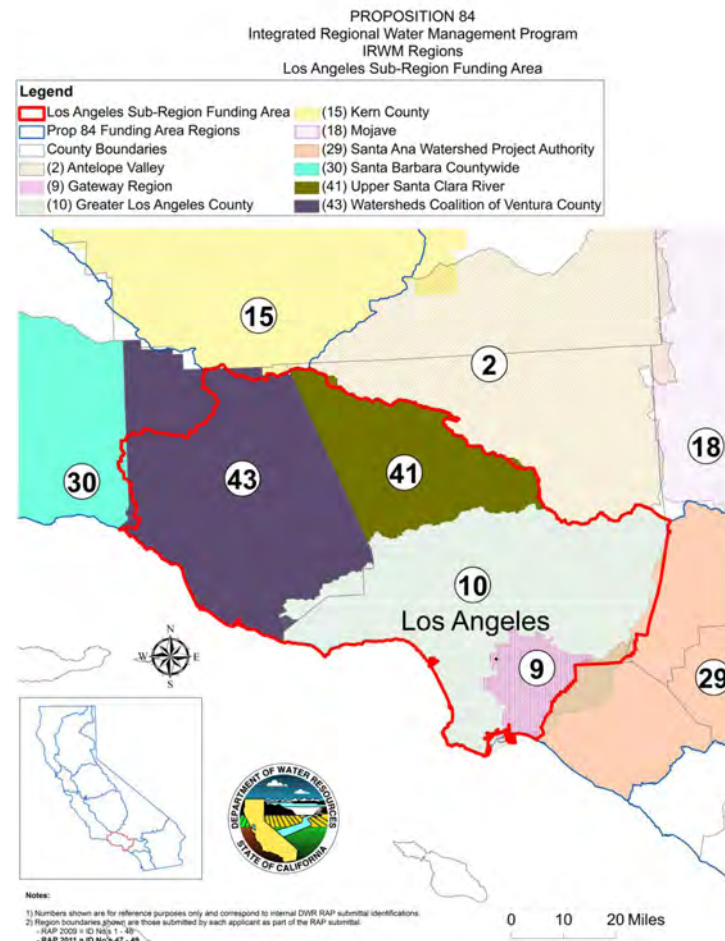 PROPOSITION 84
Integrated Regional Water Management Program
IRWM Regions
Los Angeles Sub-Region Funding Area
Legend
Los Angeles Sub-Region Funding Area
Prop 84 Funding Area Regions
County Boundaries
(2) Antelope Valley
(9) Gateway Region
(10) Greater Los Angeles County
(15) Kern County
(18) Mojave
(29) Santa Ana Watershed Project Authority
(30) Santa Barbara Countywide
(41) Upper Santa Clara River
(43) Watersheds Coalition of Ventura County
15
2
18
30
43
41
10
Los Angeles
9
29
N
W E
S
DEPARTMENT OF WATER RESOURCES
STATE OF CALIFORNIA
Notes:
1) Numbers shown are for reference purposes only and correspond to internal DWR RAP submittal identifications.
2) Region boundaries shown are those submitted by each applicant as part of the RAP submittal.
- RAP 2009 = ID No.s 1 - 46
- RAP 2011 = ID No.s 47 - 48
0 10 20 Miles